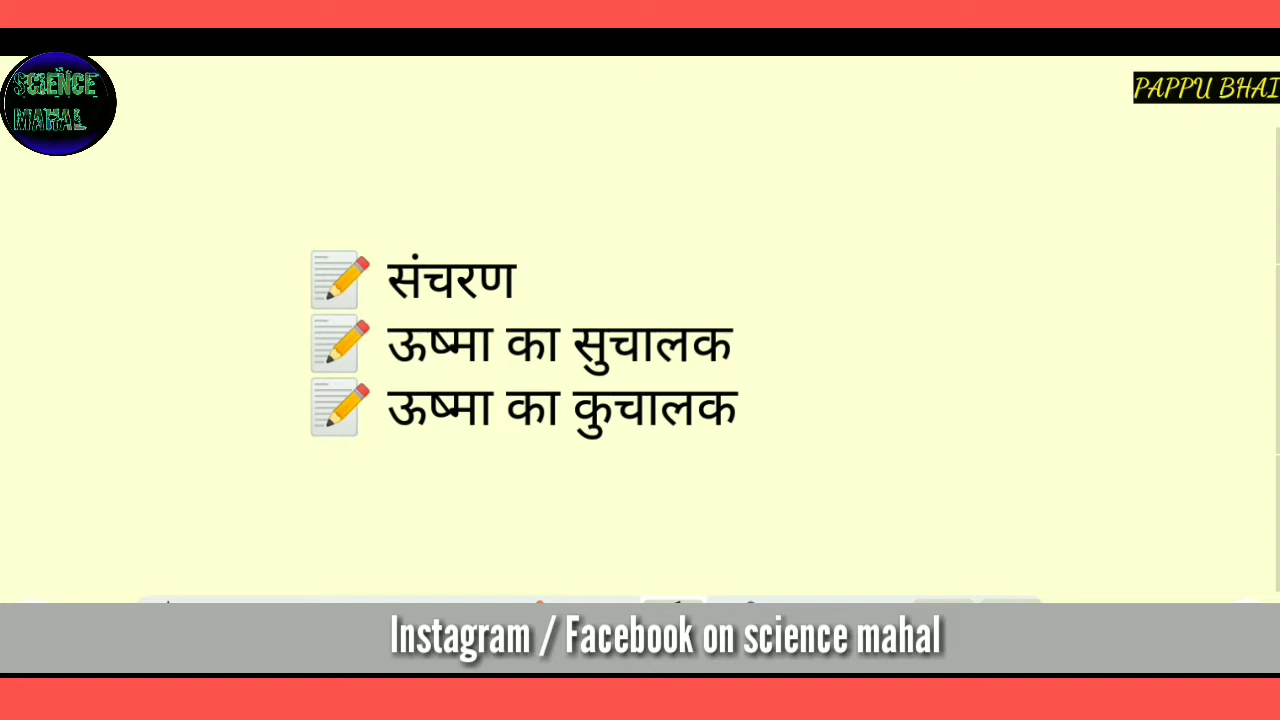 SCIENCE
MAHAL
PAPPU BHAI
संचरण
ऊष्मा का सुचालक
ऊष्मा का कुचालक
Instagram / Facebook on science mahal